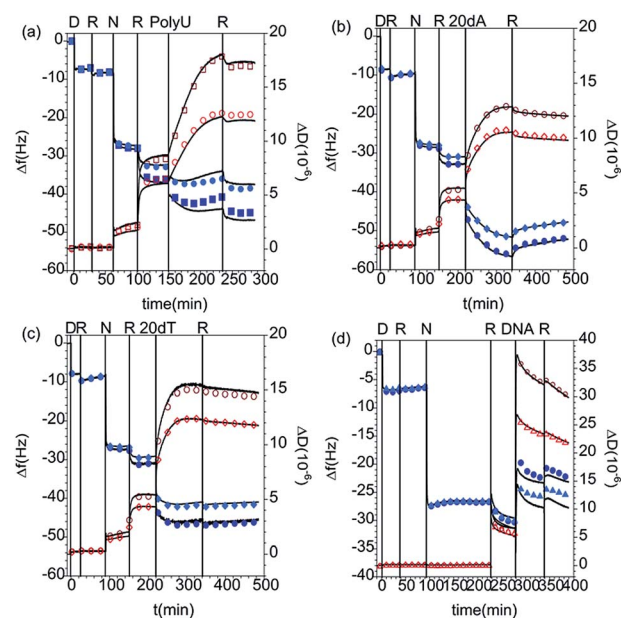 (a)
D R N R PolyU R
0
-10
-20
-30
-40
-50
-60
Δf(Hz)
20
15
10
5
0
ΔD(10⁻⁶)
0 50 100 150 200 250 300
time(min)
(b)
DR N R 20dA R
0
-10
-20
-30
-40
-50
-60
Δf(Hz)
20
15
10
5
0
ΔD(10⁻⁶)
0 100 200 300 400 500
t(min)
(c)
DR N R 20dT R
0
-10
-20
-30
-40
-50
-60
Δf(Hz)
20
15
10
5
0
ΔD(10⁻⁶)
0 100 200 300 400 500
t(min)
(d)
D R N R DNA R
0
-5
-10
-15
-20
-25
-30
-35
-40
Δf(Hz)
40
35
30
25
20
15
10
5
0
ΔD(10⁻⁶)
0 50 100 150 200 250 300 350 400
time(min)